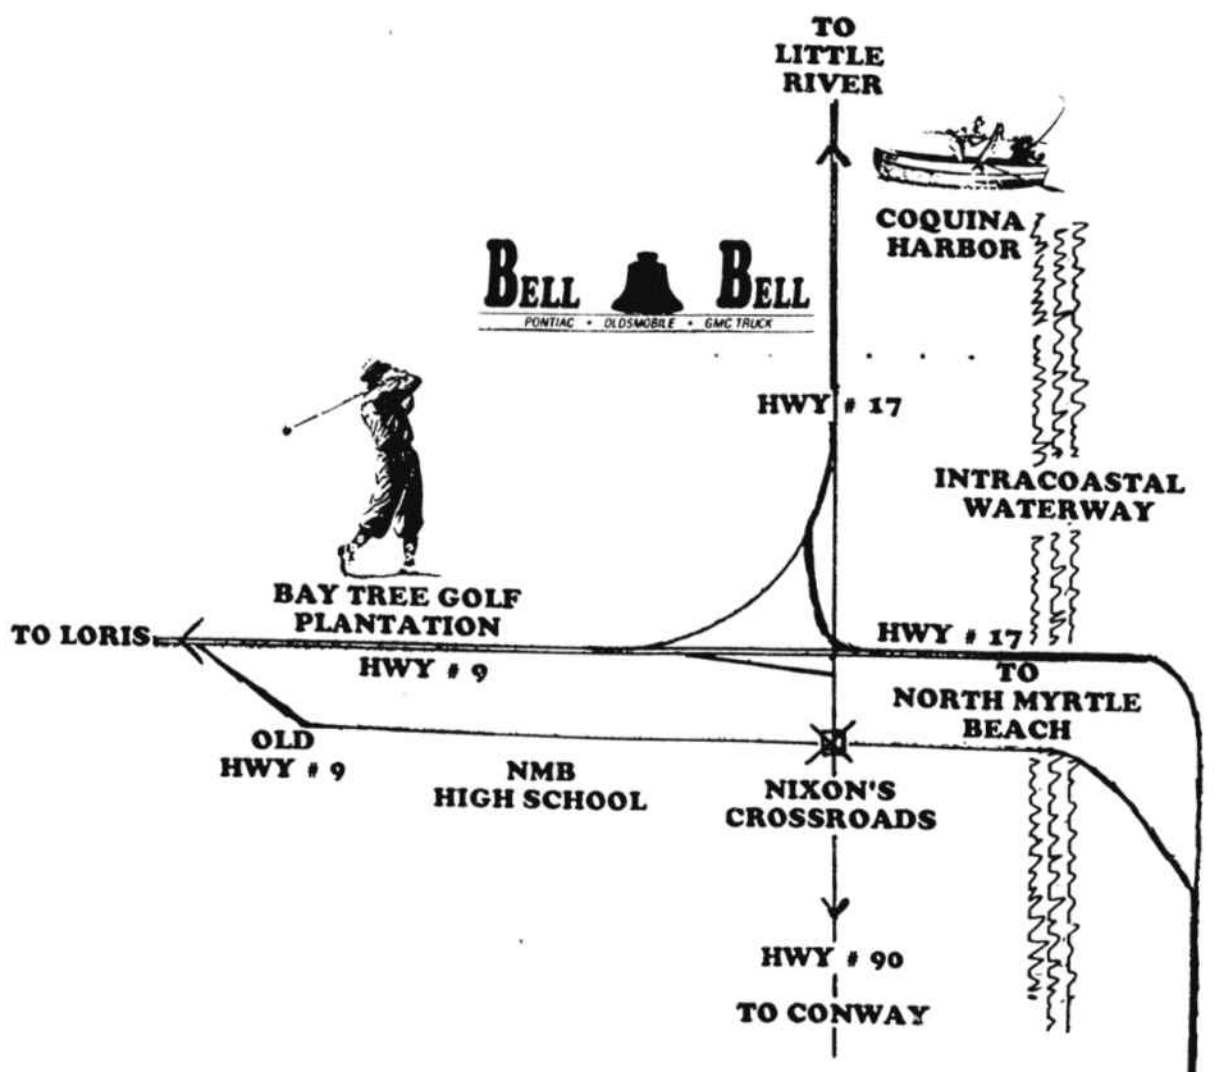 TO
LITTLE
RIVER
COQUINA
HARBOR
BELL BELL
PONTIAC • OLDSMOBILE • GMC TRUCK
HWY # 17
INTRACOASTAL
WATERWAY
BAY TREE GOLF
PLANTATION
TO LORIS
HWY # 9
HWY # 17
TO
NORTH MYRTLE
BEACH
OLD
HWY # 9
NMB
HIGH SCHOOL
NIXON'S
CROSSROADS
HWY # 90
TO CONWAY